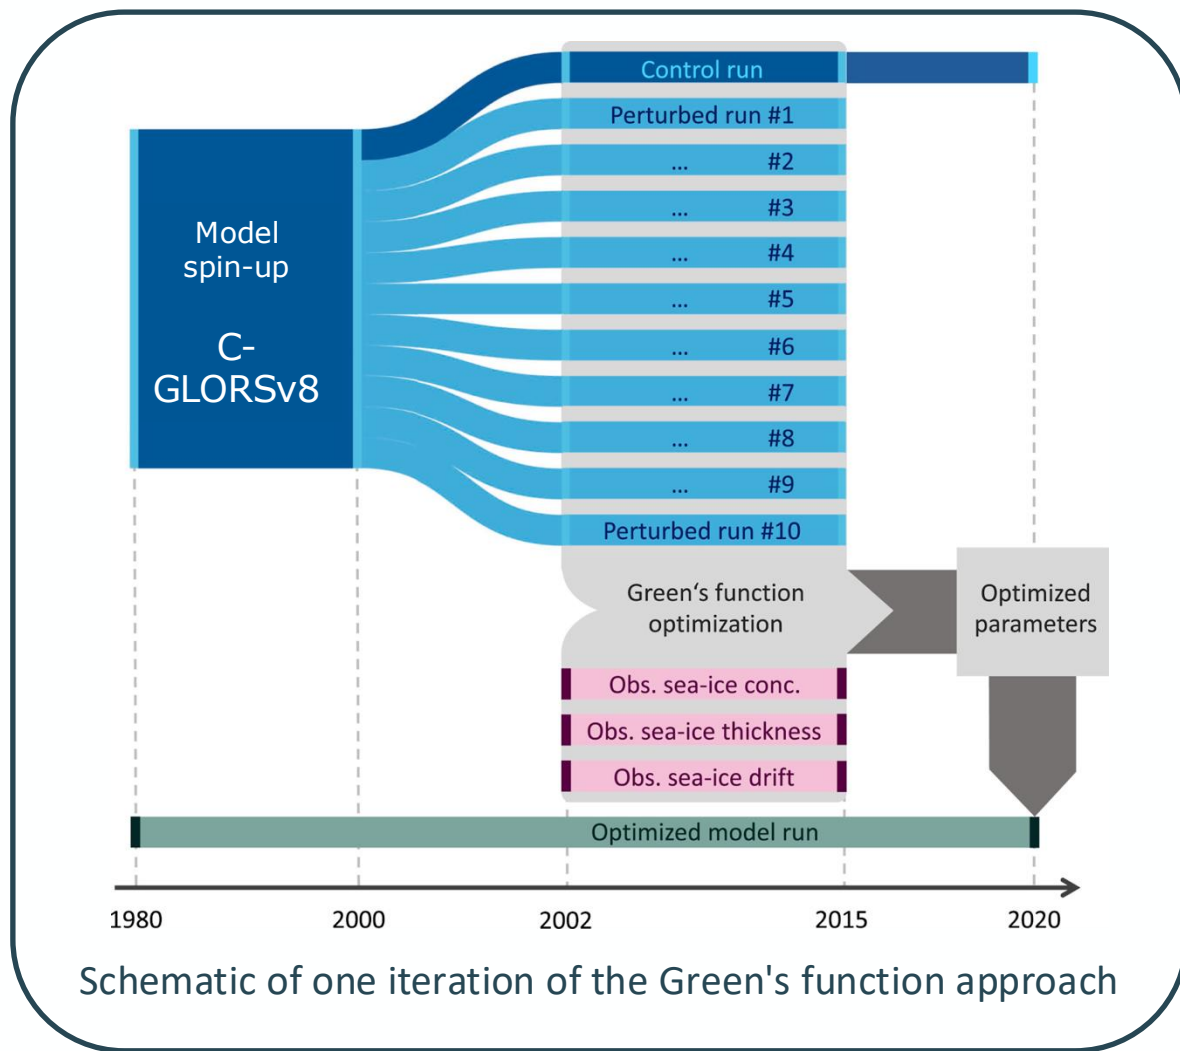 Control run
Perturbed run #1
... #2
... #3
... #4
... #5
... #6
... #7
... #8
... #9
Perturbed run #10
Model
spin-up
C-
GLORSv8
Green‘s function
optimization
Optimized
parameters
Obs. sea-ice conc.
Obs. sea-ice thickness
Obs. sea-ice drift
Optimized model run
1980 2000 2002 2015 2020
Schematic of one iteration of the Green's function approach